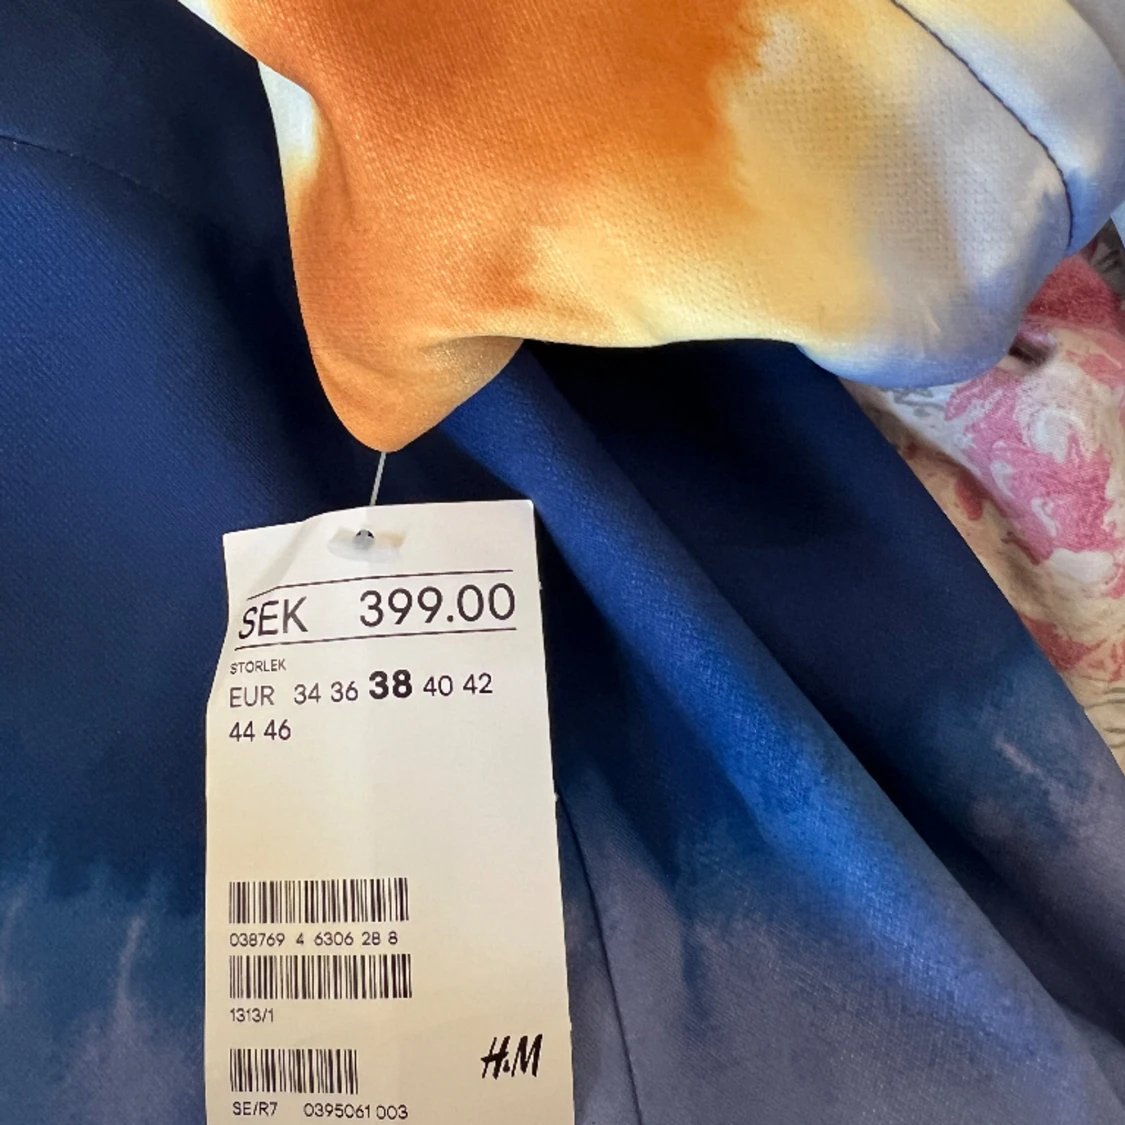 SEK 399.00
STORLEK
EUR 34 36 38 40 42
44 46
038769 4 6306 28 8
1313/1
H&M
SE/R7 0395061 003